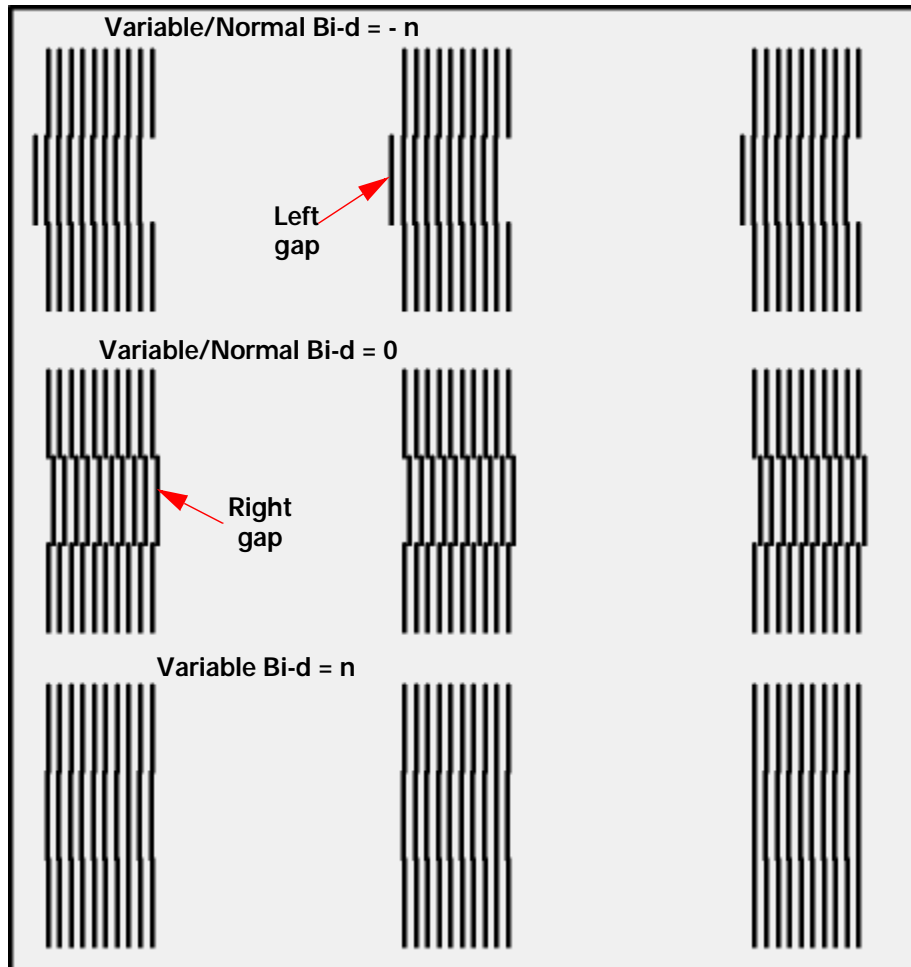 Variable/Normal Bi-d = - n
Left
gap
Variable/Normal Bi-d = 0
Right
gap
Variable Bi-d = n